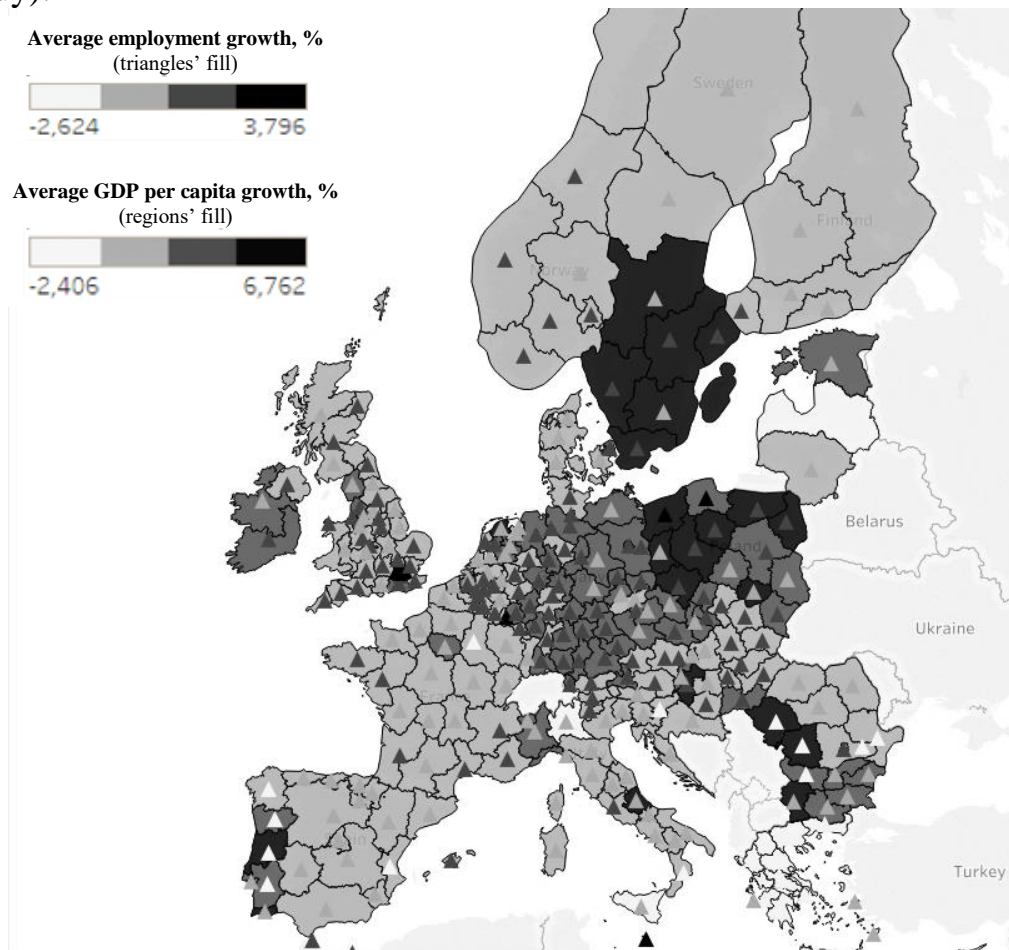 ay).
Average employment growth, %
(triangles' fill)
-2,624 3,796
Average GDP per capita growth, %
(regions' fill)
-2,406 6,762
Sweden
Finland
Norway
Belarus
Ukraine
Turkey